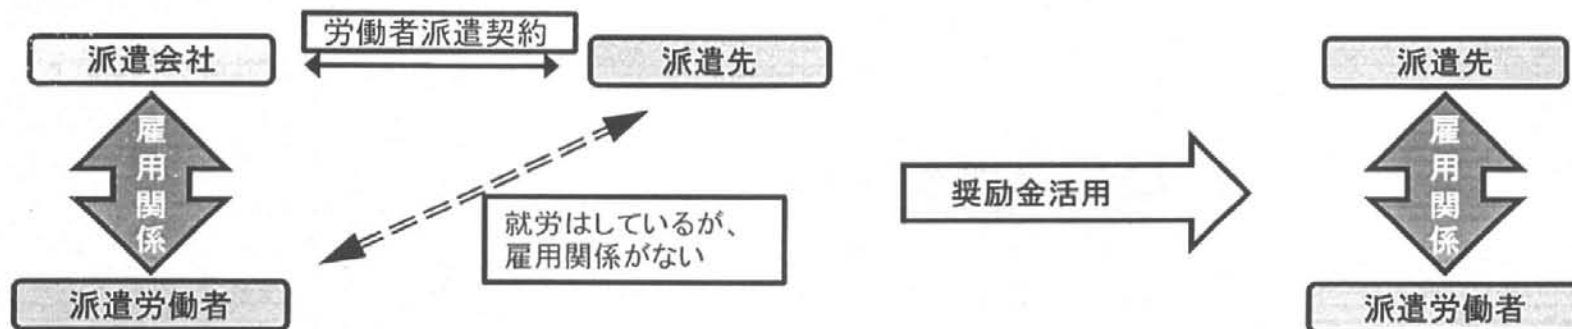 労働者派遣契約
派遣会社
派遣先
雇用関係
就労はしているが、
雇用関係がない
派遣労働者
奨励金活用
派遣先
雇用関係
派遣労働者